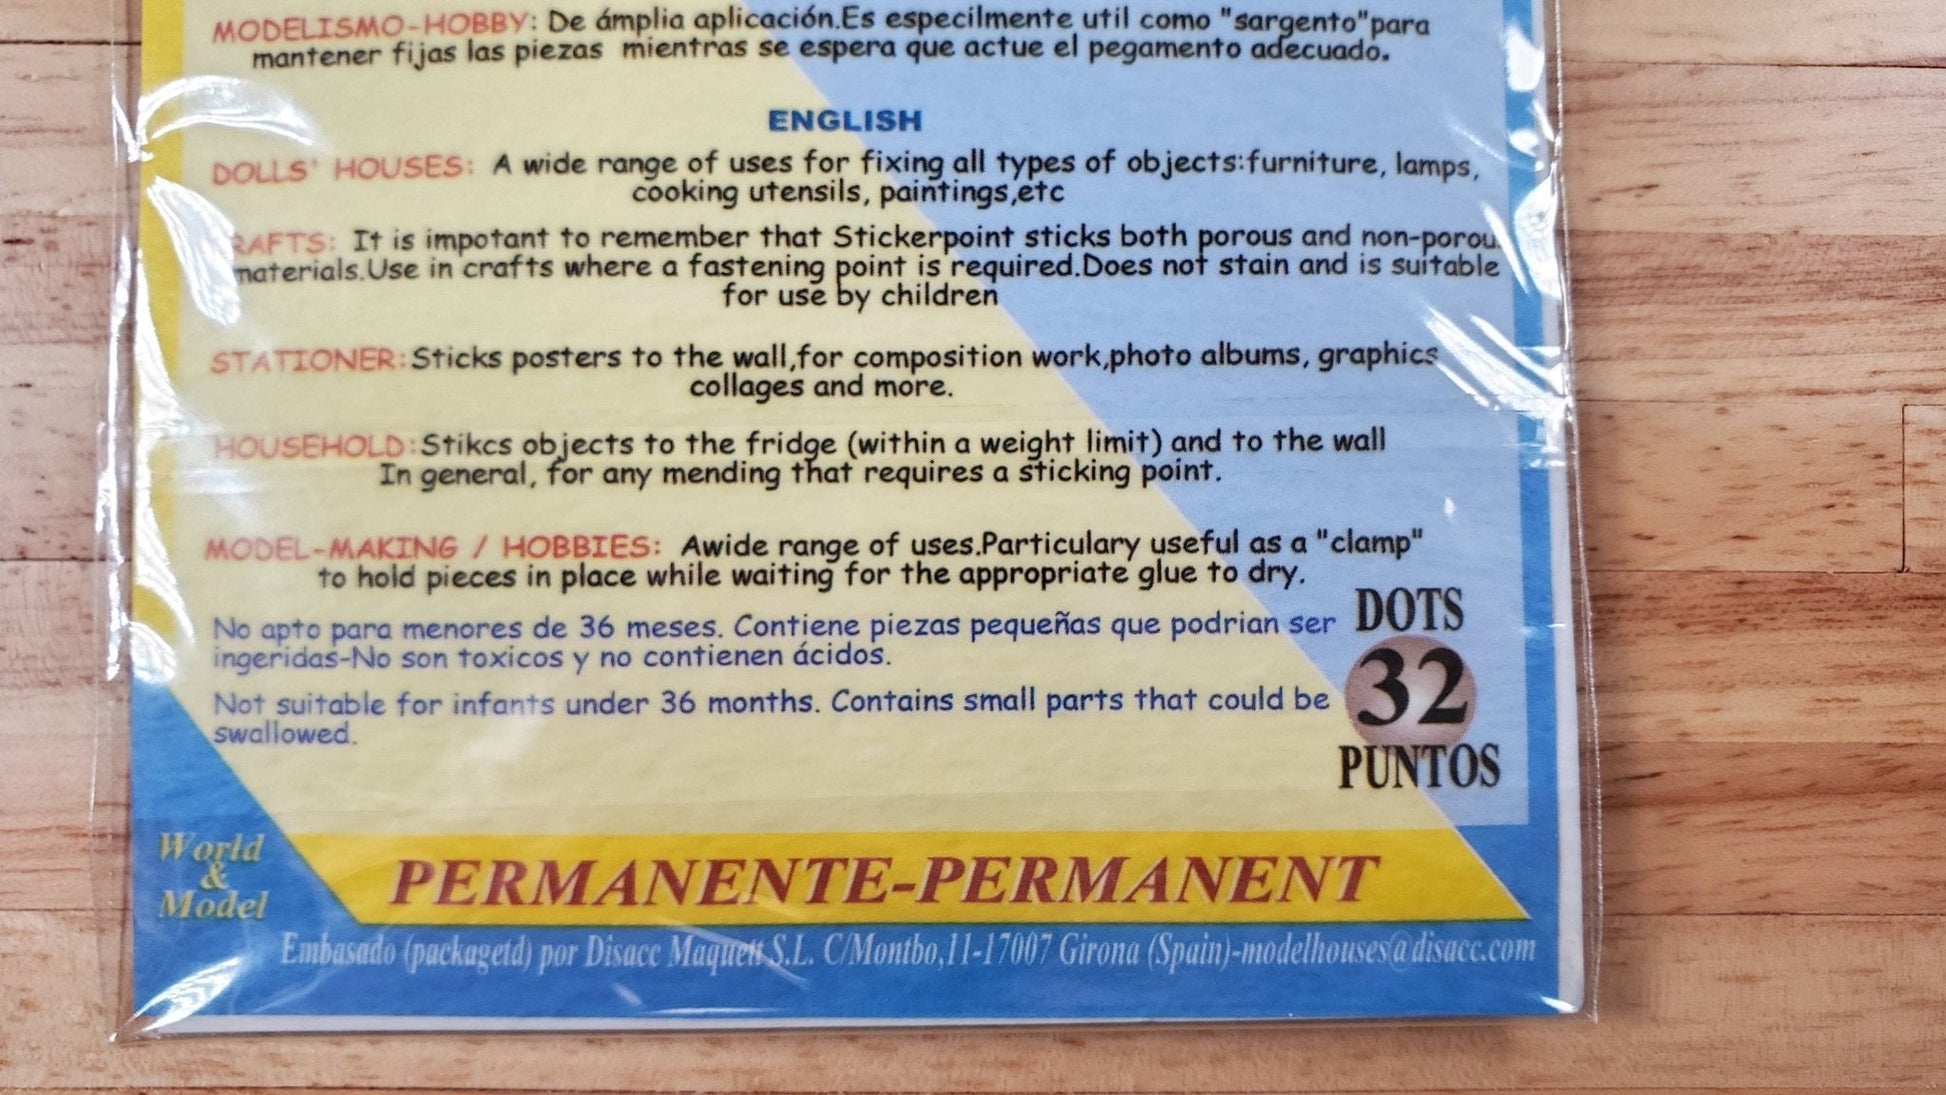 MODELISMO-HOBBY: De ámplia aplicación.Es especilmente util como "sargento"para
mantener fijas las piezas mientras se espera que actue el pegamento adecuado.
ENGLISH
DOLLS' HOUSES: A wide range of uses for fixing all types of objects:furniture, lamps,
cooking utensils, paintings,etc
RAFTS: It is impotant to remember that Stickerpoint sticks both porous and non-porou
materials.Use in crafts where a fastening point is required.Does not stain and is suitable
for use by children
STATIONER:Sticks posters to the wall,for composition work,photo albums, graphics
collages and more.
HOUSEHOLD:Stikcs objects to the fridge (within a weight limit) and to the wall
In general, for any mending that requires a sticking point.
MODEL-MAKING / HOBBIES: Awide range of uses.Particulary useful as a "clamp"
to hold pieces in place while waiting for the appropriate glue to dry.
No apto para menores de 36 meses. Contiene piezas pequeñas que podrian ser
ingeridas-No son toxicos y no contienen ácidos.
Not suitable for infants under 36 months. Contains small parts that could be
swallowed.
DOTS
32
PUNTOS
World
&
Model
PERMANENTE-PERMANENT
Embasado (packagetd) por Disacc Maquett S.L. C/Montbo,11-17007 Girona (Spain)-modelhouses@disacc.com